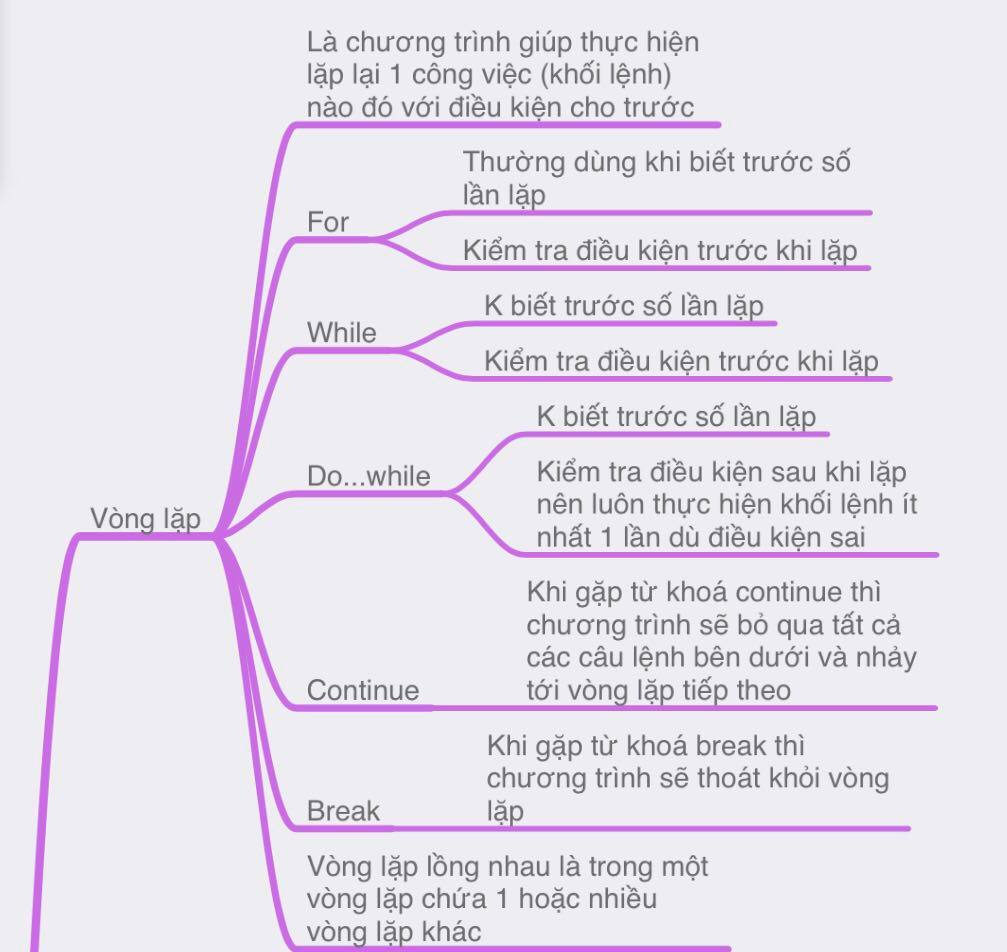 Là chương trình giúp thực hiện
lặp lại 1 công việc (khối lệnh)
nào đó với điều kiện cho trước
Thường dùng khi biết trước số
lần lặp
For
Kiểm tra điều kiện trước khi lặp
K biết trước số lần lặp
While
Kiểm tra điều kiện trước khi lặp
K biết trước số lần lặp
Do...while
Kiểm tra điều kiện sau khi lặp
nên luôn thực hiện khối lệnh ít
nhất 1 lần dù điều kiện sai
Vòng lặp
Khi gặp từ khoá continue thì
chương trình sẽ bỏ qua tất cả
các câu lệnh bên dưới và nhảy
tới vòng lặp tiếp theo
Continue
Khi gặp từ khoá break thì
chương trình sẽ thoát khỏi vòng
lặp
Break
Vòng lặp lồng nhau là trong một
vòng lặp chứa 1 hoặc nhiều
vòng lặp khác